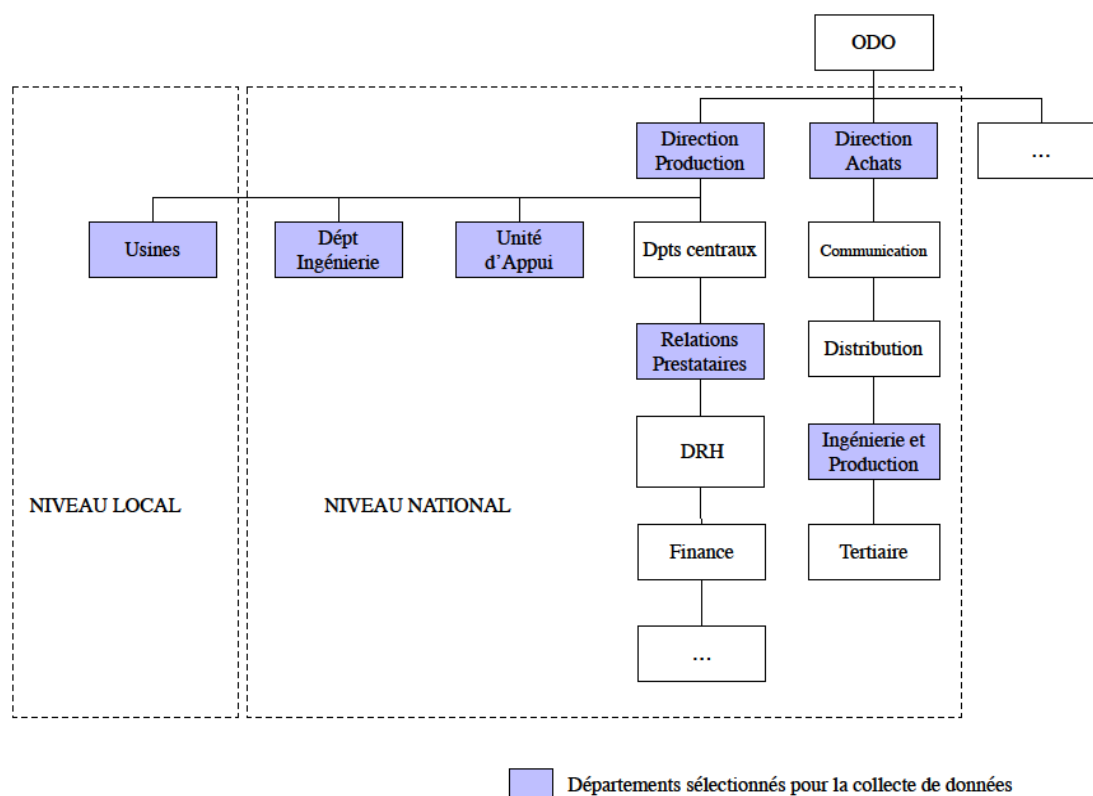 ODO
Direction
Production
Direction
Achats
...
Usines
Dépt
Ingénierie
Unité
d'Appui
Dpts centraux
Communication
Relations
Prestataires
Distribution
DRH
Ingénierie et
Production
NIVEAU LOCAL
NIVEAU NATIONAL
Finance
Tertiaire
...
Départements sélectionnés pour la collecte de données